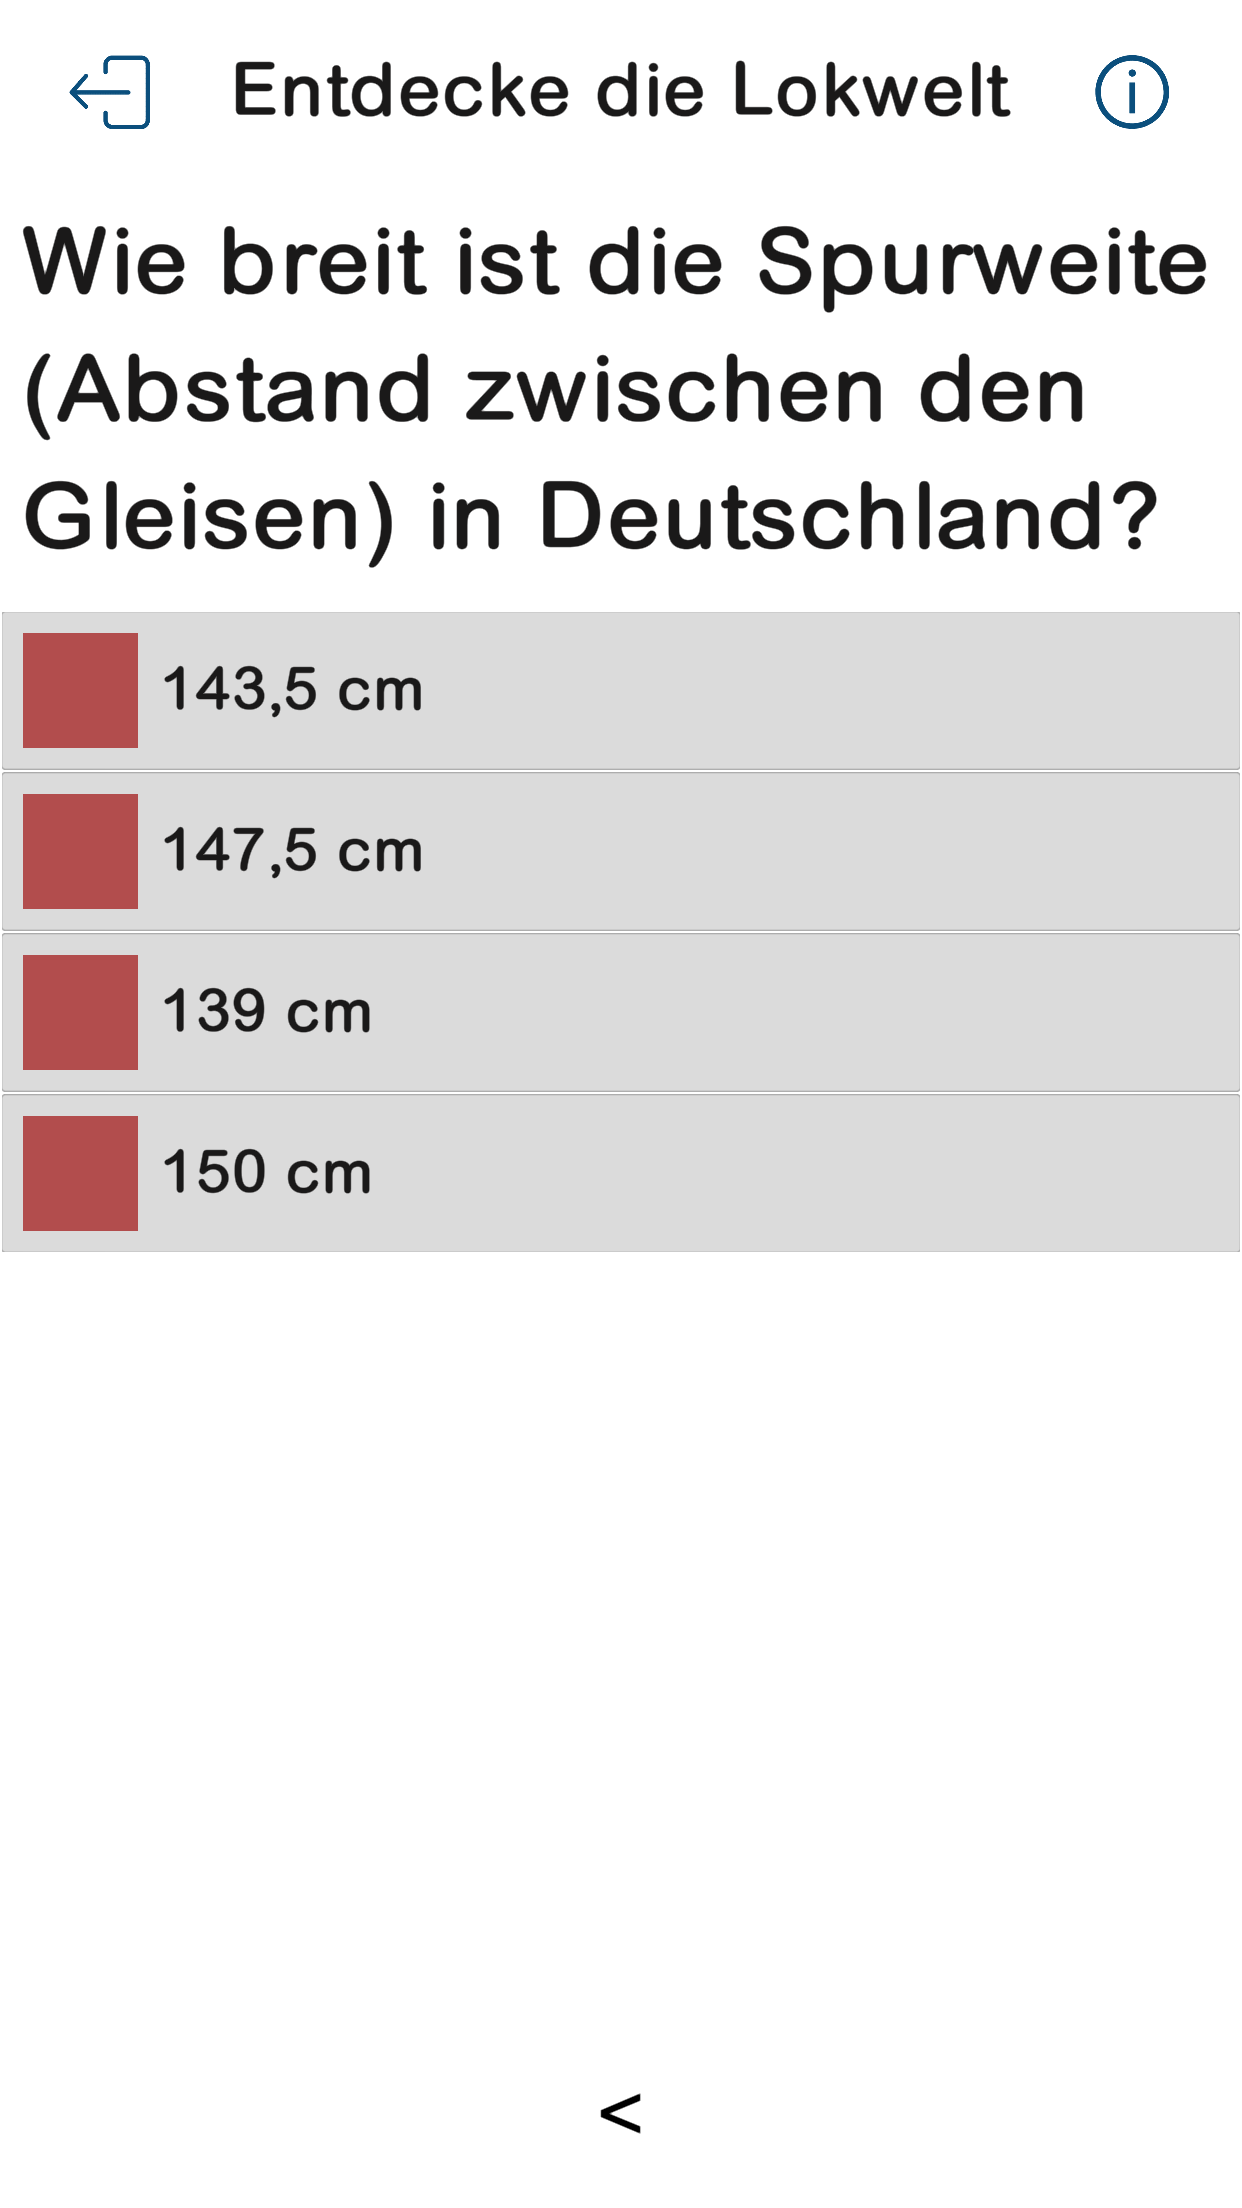 Entdecke die Lokwelt
Wie breit ist die Spurweite
(Abstand zwischen den
Gleisen) in Deutschland?
143,5 cm
147,5 cm
139 cm
150 cm
<